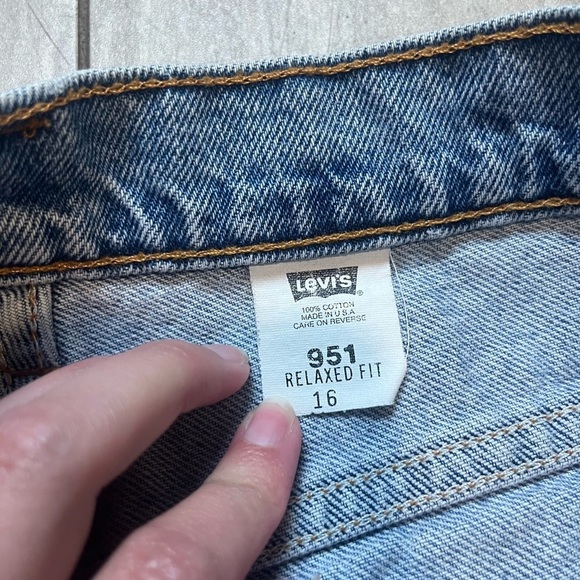 Levi's ®
100% COTTON
MADE IN U.S.A
CARE ON REVERSE
951
RELAXED FIT
16